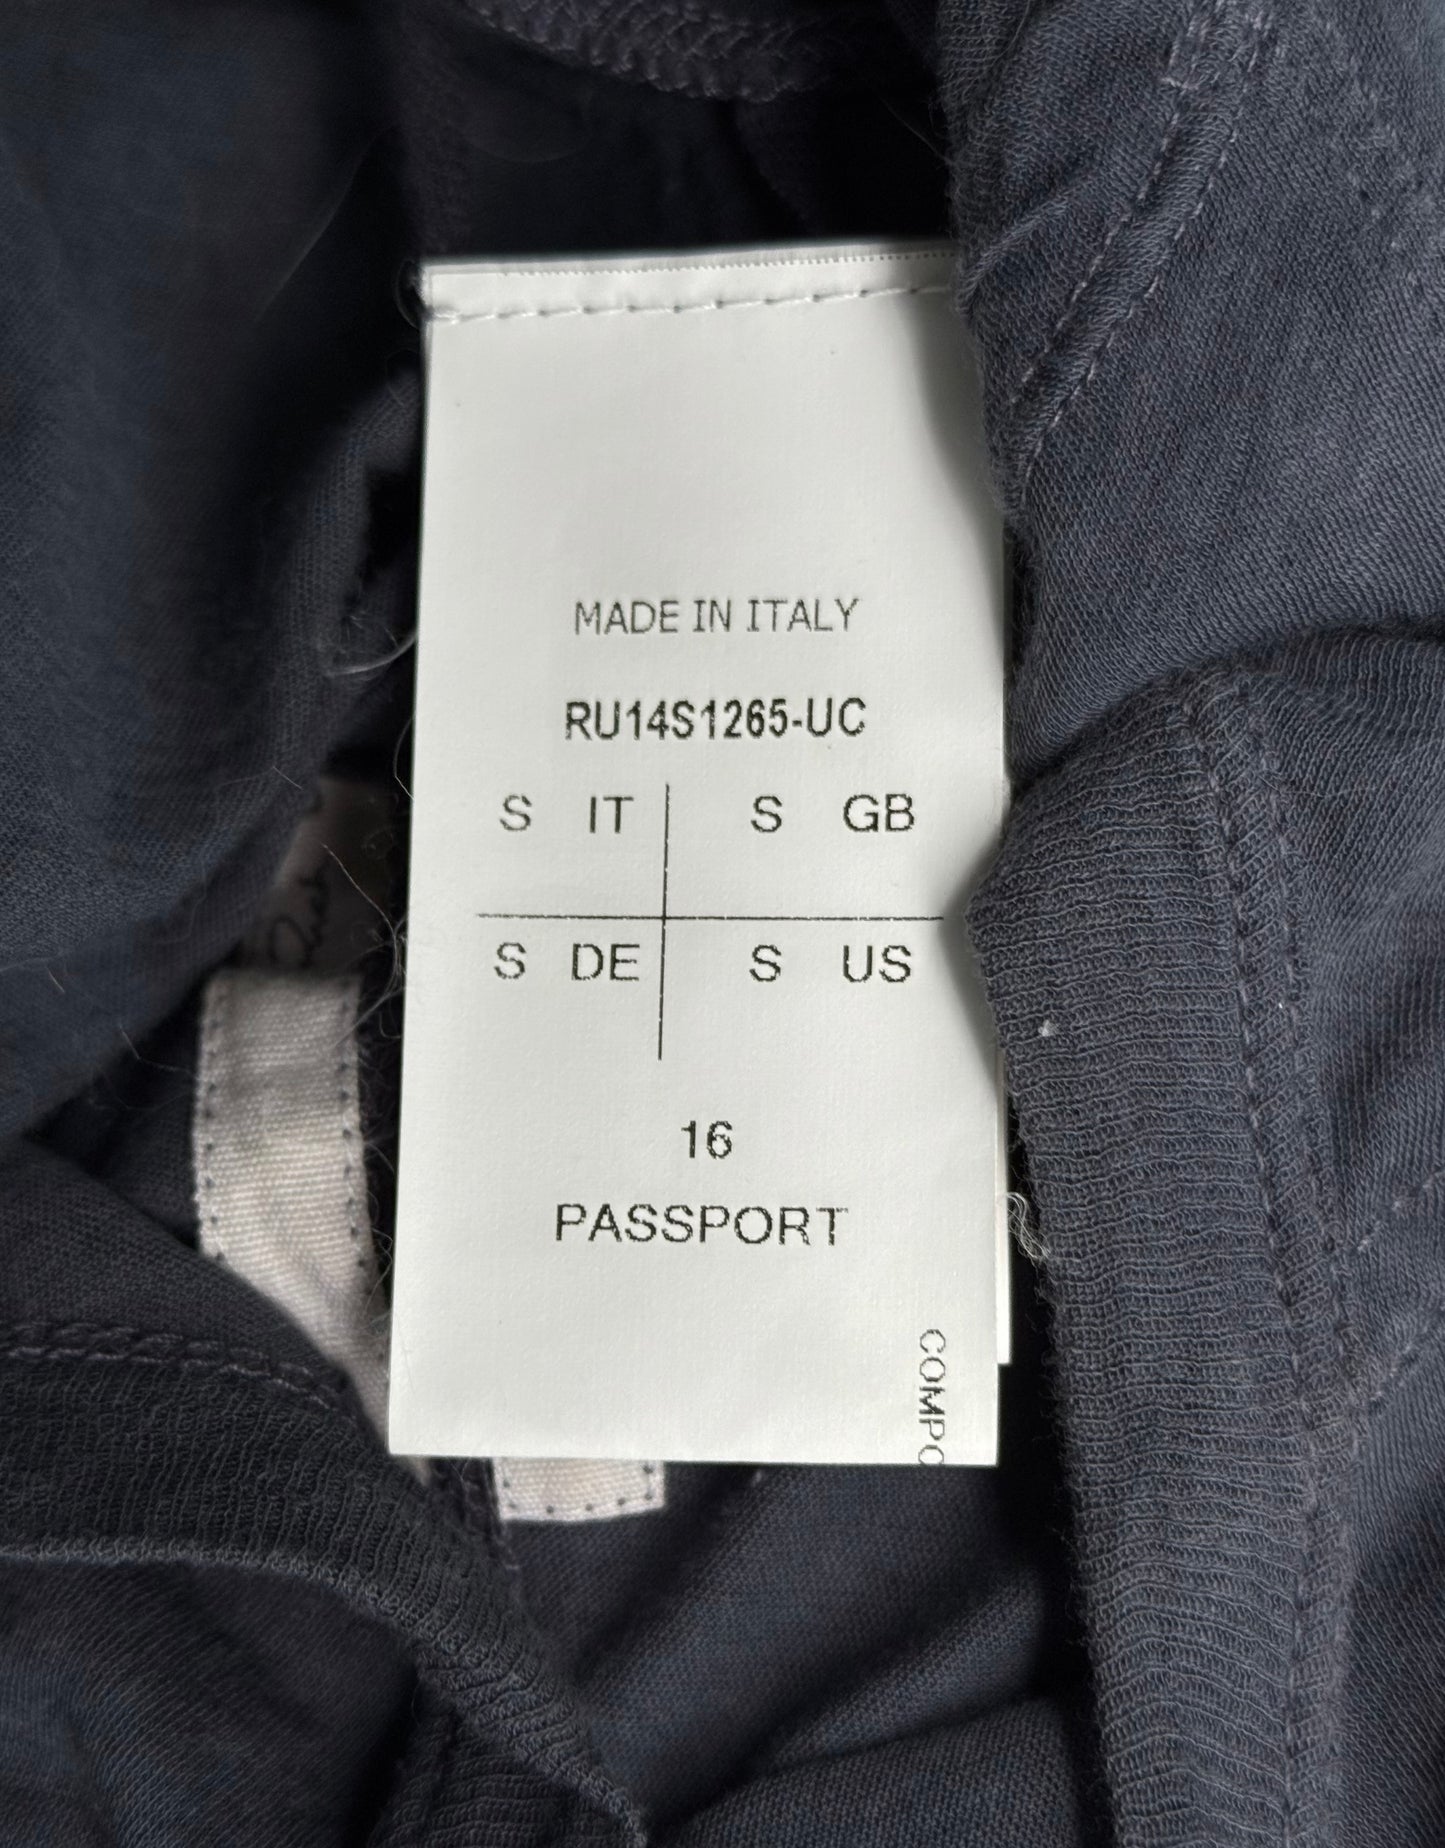 MADE IN ITALY
RU14S1265-UC
S IT S GB
S DE S US
16
PASSPORT
COMPO